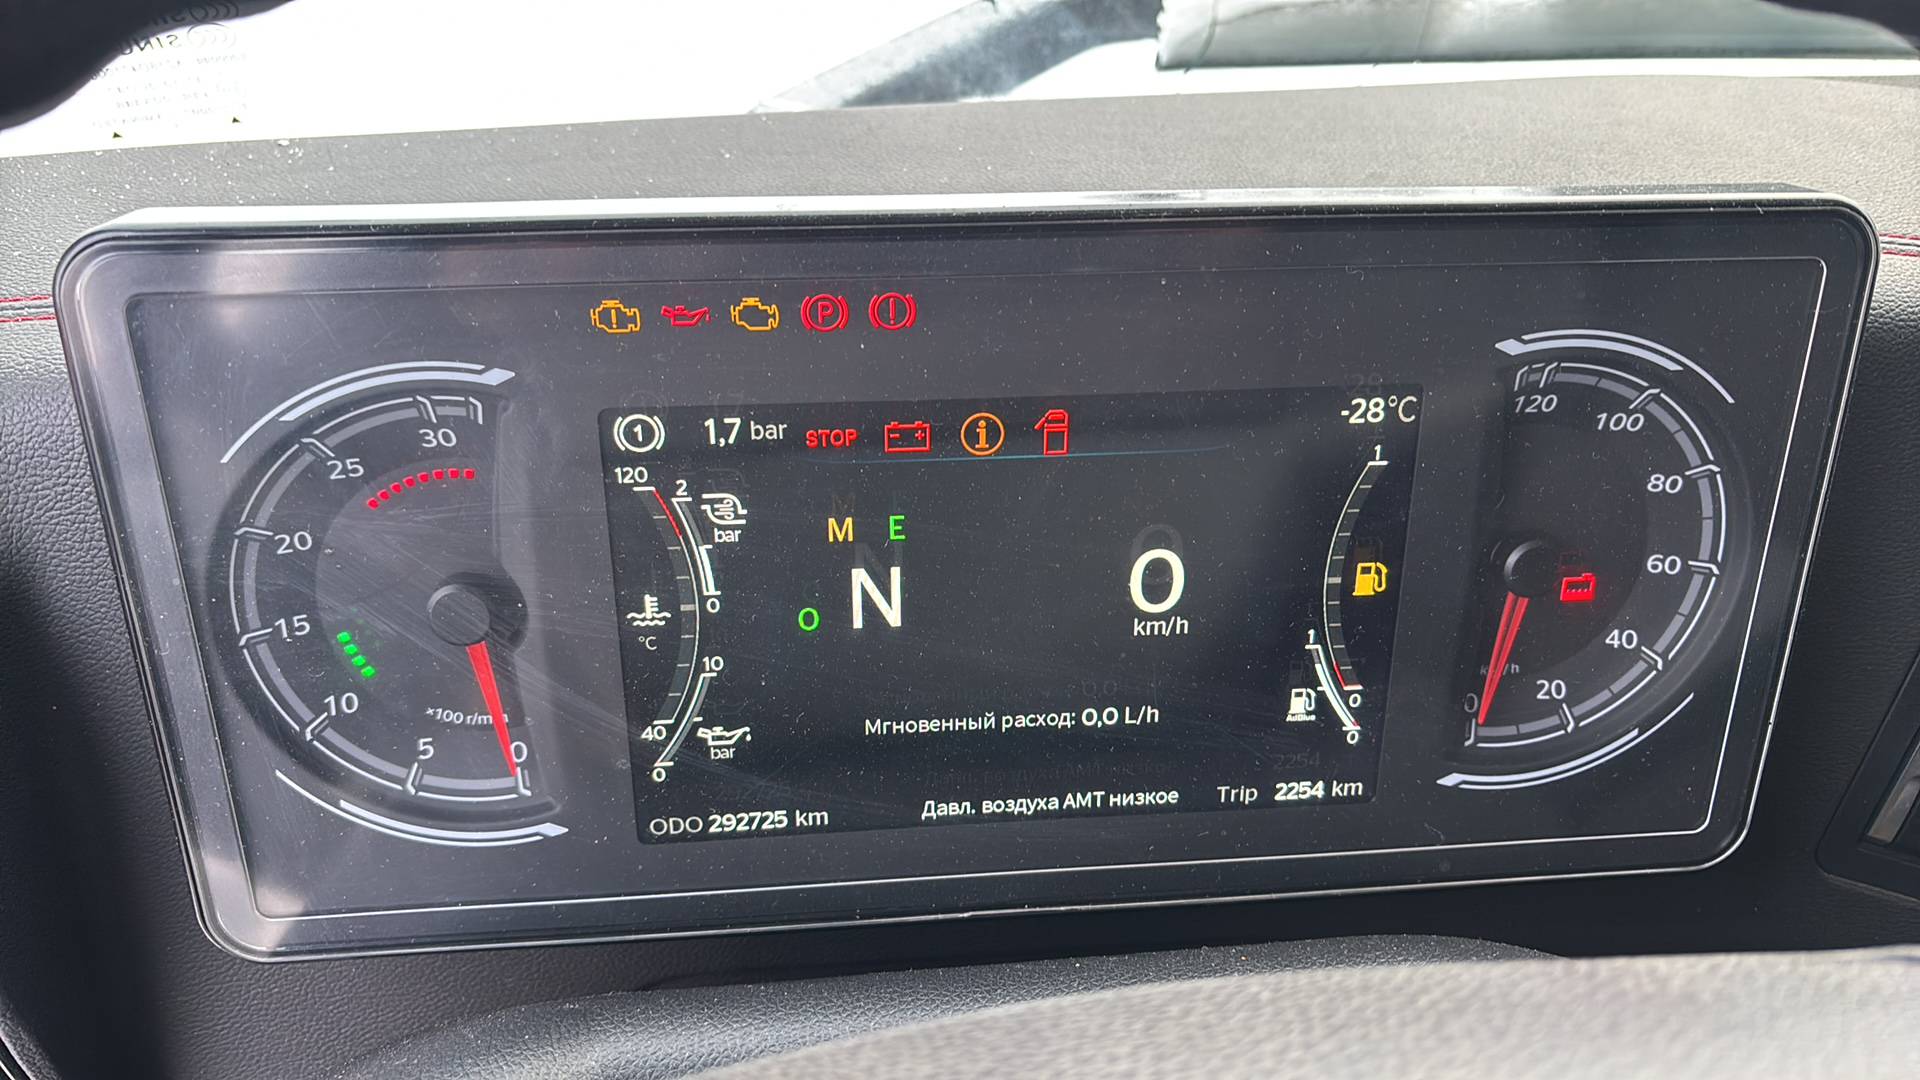 P
1
1,7 bar
STOP
-28°C
120
2
bar
M
E
O
N
0
km/h
°C
0
10
40
bar
0
1
1
0
AdBlue
0
Мгновенный расход: 0,0 L/h
Давл. воздуха АМТ низкое
ODO 292725 km
Trip 2254 km
30
25
20
15
10
5
0
120
100
80
60
40
20
0